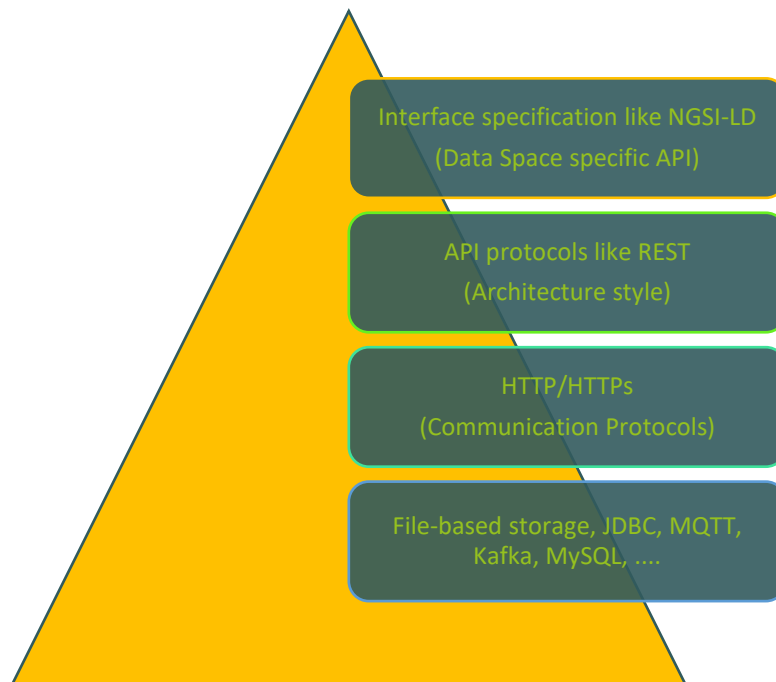 Interface specification like NGSI-LD
(Data Space specific API)
API protocols like REST
(Architecture style)
HTTP/HTTPs
(Communication Protocols)
File-based storage, JDBC, MQTT,
Kafka, MySQL, ....